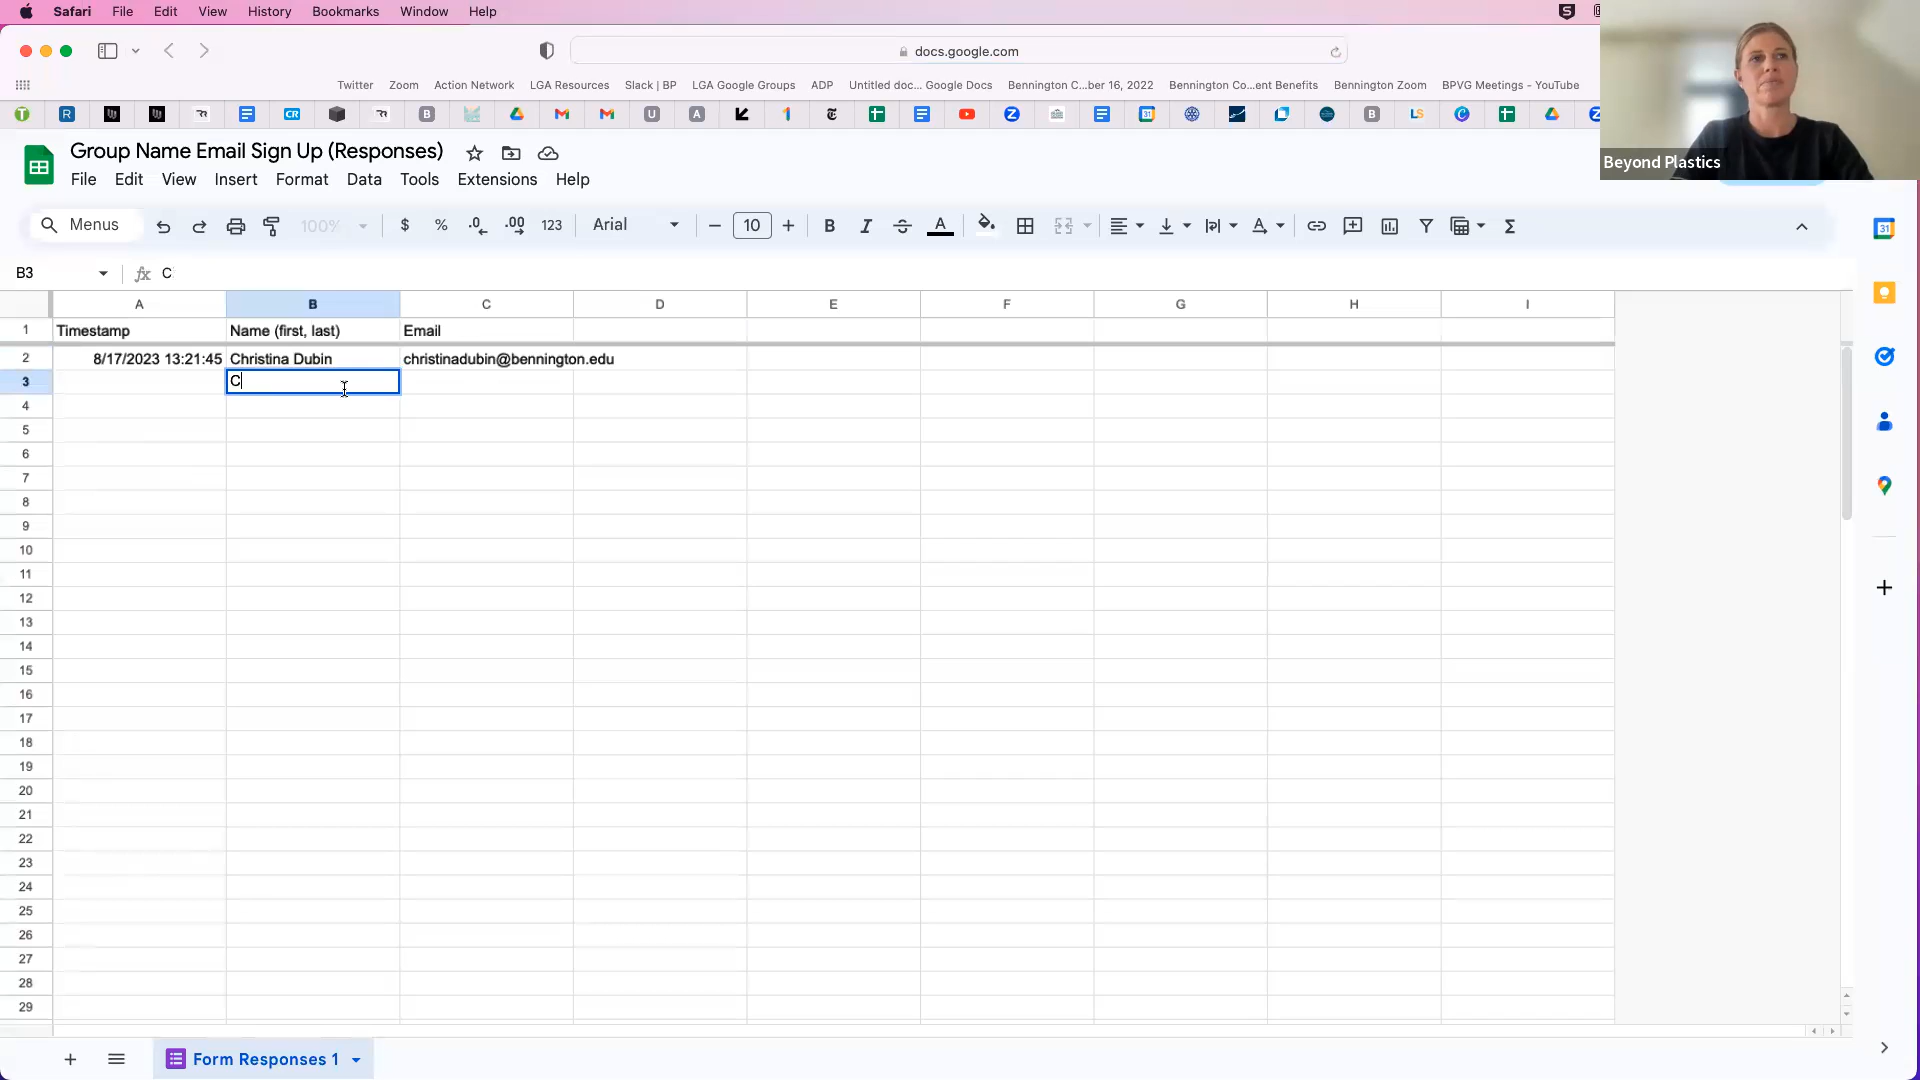 Safari File Edit View History Bookmarks Window Help
docs.google.com
Twitter Zoom Action Network LGA Resources Slack | BP LGA Google Groups ADP Untitled doc... Google Docs Bennington C...ber 16, 2022 Bennington Co...ent Benefits Bennington Zoom BPVG Meetings - YouTube
Group Name Email Sign Up (Responses)
File Edit View Insert Format Data Tools Extensions Help
Beyond Plastics
Menus 100% $ % .0 .00 123 Arial 10 B I S A Σ
B3 fx C
A B C D E F G H I
1 Timestamp Name (first, last) Email
2 8/17/2023 13:21:45 Christina Dubin christinadubin@bennington.edu
3 C
4
5
6
7
8
9
10
11
12
13
14
15
16
17
18
19
20
21
22
23
24
25
26
27
28
29
Form Responses 1